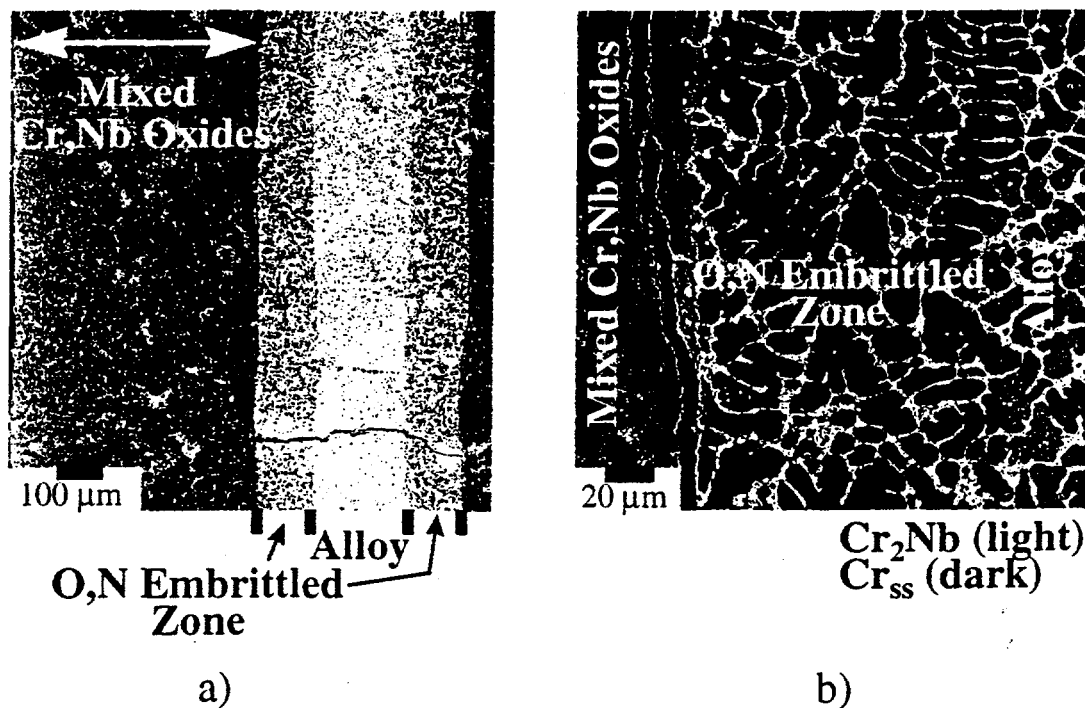 Mixed
Cr,Nb Oxides
100 μm
Alloy
O,N Embrittled
Zone
a)
Mixed Cr,Nb Oxides
O,N Embrittled
Zone
Alloy
20 μm
Cr₂Nb (light)
Crₛₛ (dark)
b)